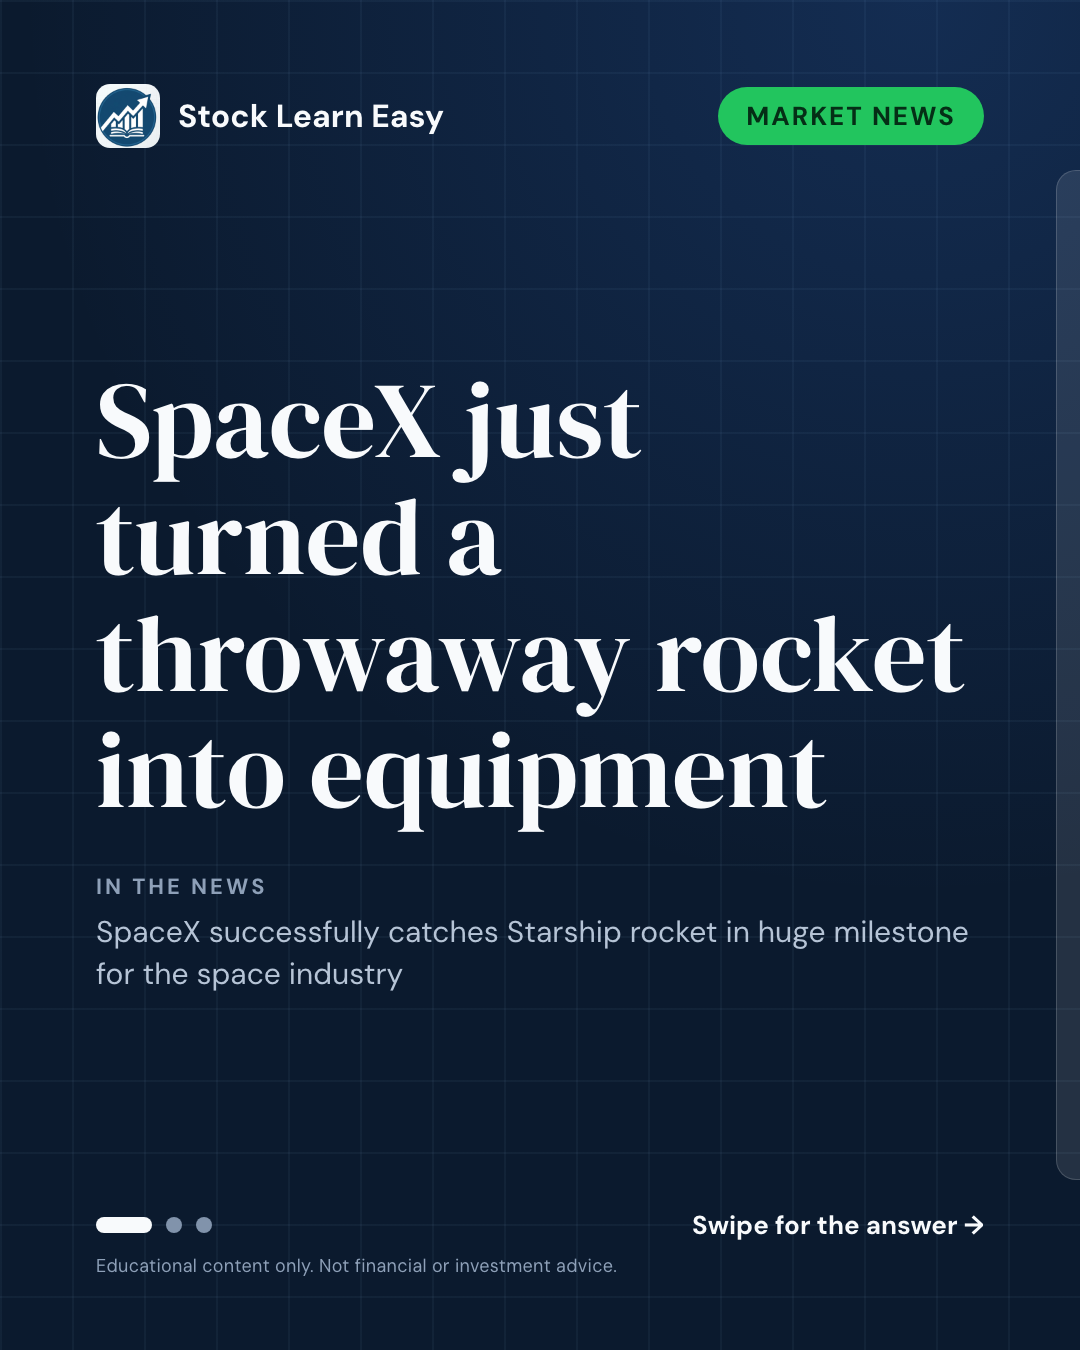 Stock Learn Easy
MARKET NEWS
SpaceX just
turned a
throwaway rocket
into equipment
IN THE NEWS
SpaceX successfully catches Starship rocket in huge milestone
for the space industry
Swipe for the answer →
Educational content only. Not financial or investment advice.